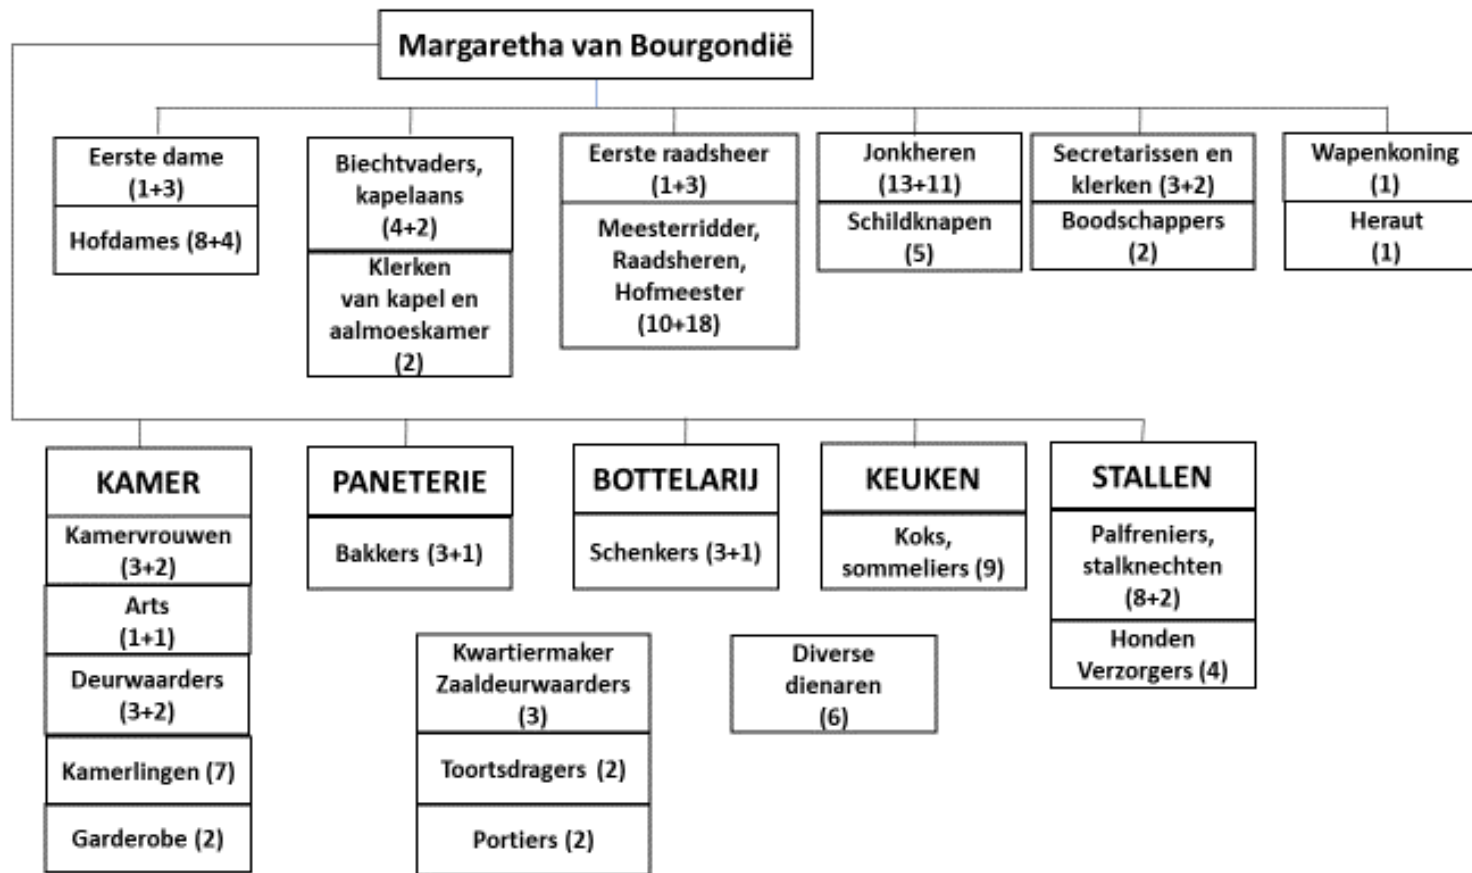 Margaretha van Bourgondië
Eerste dame
(1+3)
Hofdames (8+4)
Biechtvaders,
kapelaans
(4+2)
Klerken
van kapel en
aalmoeskamer
(2)
Eerste raadsheer
(1+3)
Meesterridder,
Raadsheren,
Hofmeester
(10+18)
Jonkheren
(13+11)
Schildknapen
(5)
Secretarissen en
klerken (3+2)
Boodschappers
(2)
Wapenkoning
(1)
Heraut
(1)
KAMER
Kamervrouwen
(3+2)
Arts
(1+1)
Deurwaarders
(3+2)
Kamerlingen (7)
Garderobe (2)
PANETERIE
Bakkers (3+1)
BOTTELARIJ
Schenkers (3+1)
KEUKEN
Koks,
sommeliers (9)
STALLEN
Palfreniers,
stalknechten
(8+2)
Honden
Verzorgers (4)
Kwartiermaker
Zaaldeurwaarders
(3)
Toortsdragers (2)
Portiers (2)
Diverse
dienaren
(6)